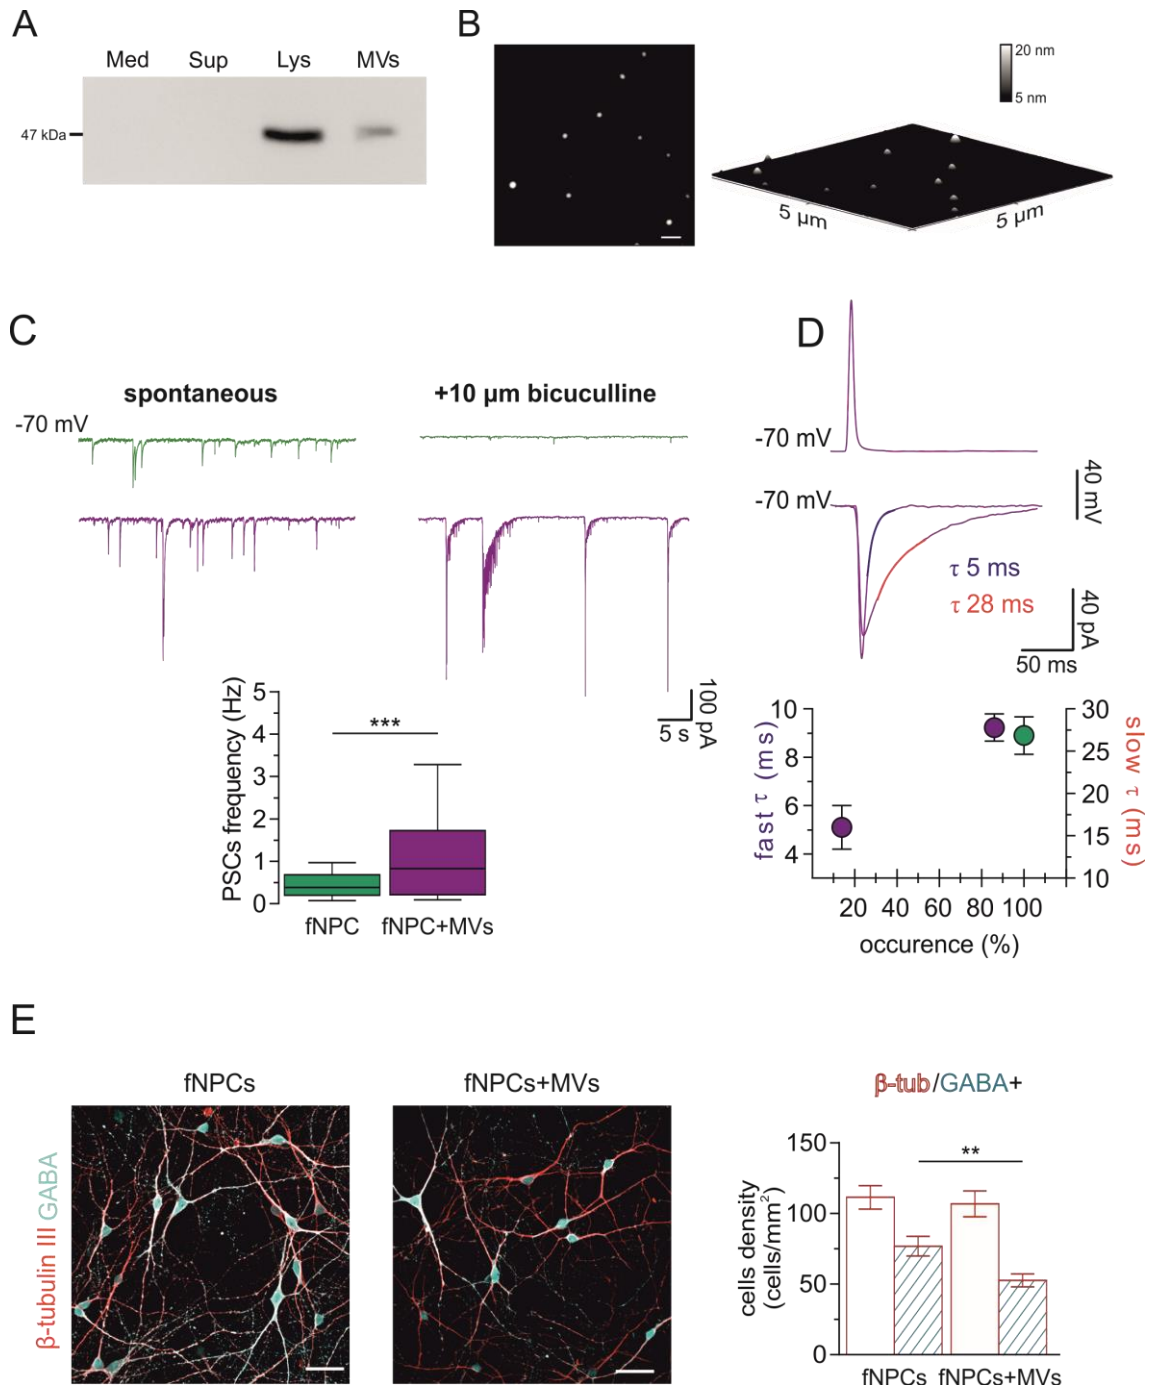 A
Med Sup Lys MVs
47 kDa
B
20 nm
5 nm
5 µm
5 µm
C
spontaneous
+10 µm bicuculline
-70 mV
100 pA
5 s
PSCs frequency (Hz)
5
4
3
2
1
0
***
fNPC
fNPC+MVs
D
-70 mV
40 mV
-70 mV
τ 5 ms
τ 28 ms
40 pA
50 ms
fast τ (ms)
10
8
6
4
30
25
20
15
10
slow τ (ms)
20 40 60 80 100
occurence (%)
E
fNPCs
fNPCs+MVs
β-tubulin III GABA
β-tub/GABA+
cells density
(cells/mm²)
150
100
50
0
**
fNPCs fNPCs+MVs